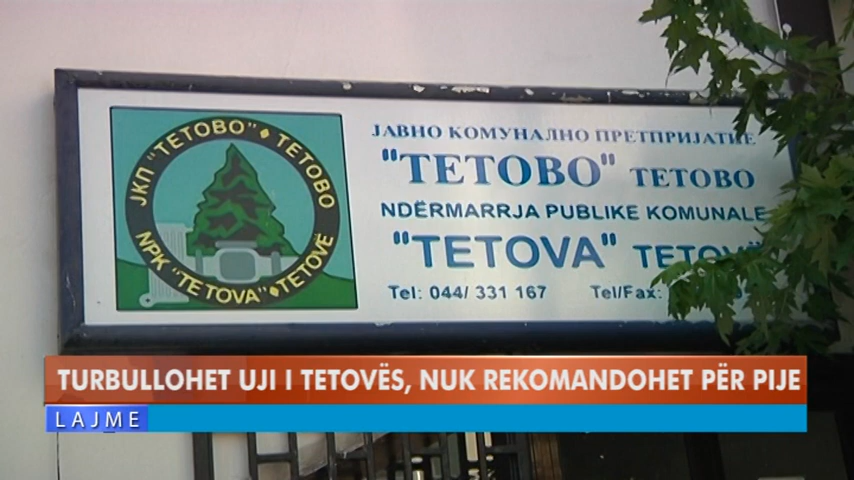 ЈКП "ТЕТОВО" ◆ ТЕТОВО
NPK "TETOVA" ◆ TETOVË
ЈАВНО КОМУНАЛНО ПРЕТПРИЈАТИЕ
"ТЕТОВО" ТЕТОВО
NDËRMARRJA PUBLIKE KOMUNALE
"TETOVA" TETOVË
Tel: 044/ 331 167 Tel/Fax:
TURBULLOHET UJI I TETOVËS, NUK REKOMANDOHET PËR PIJE
LAJME